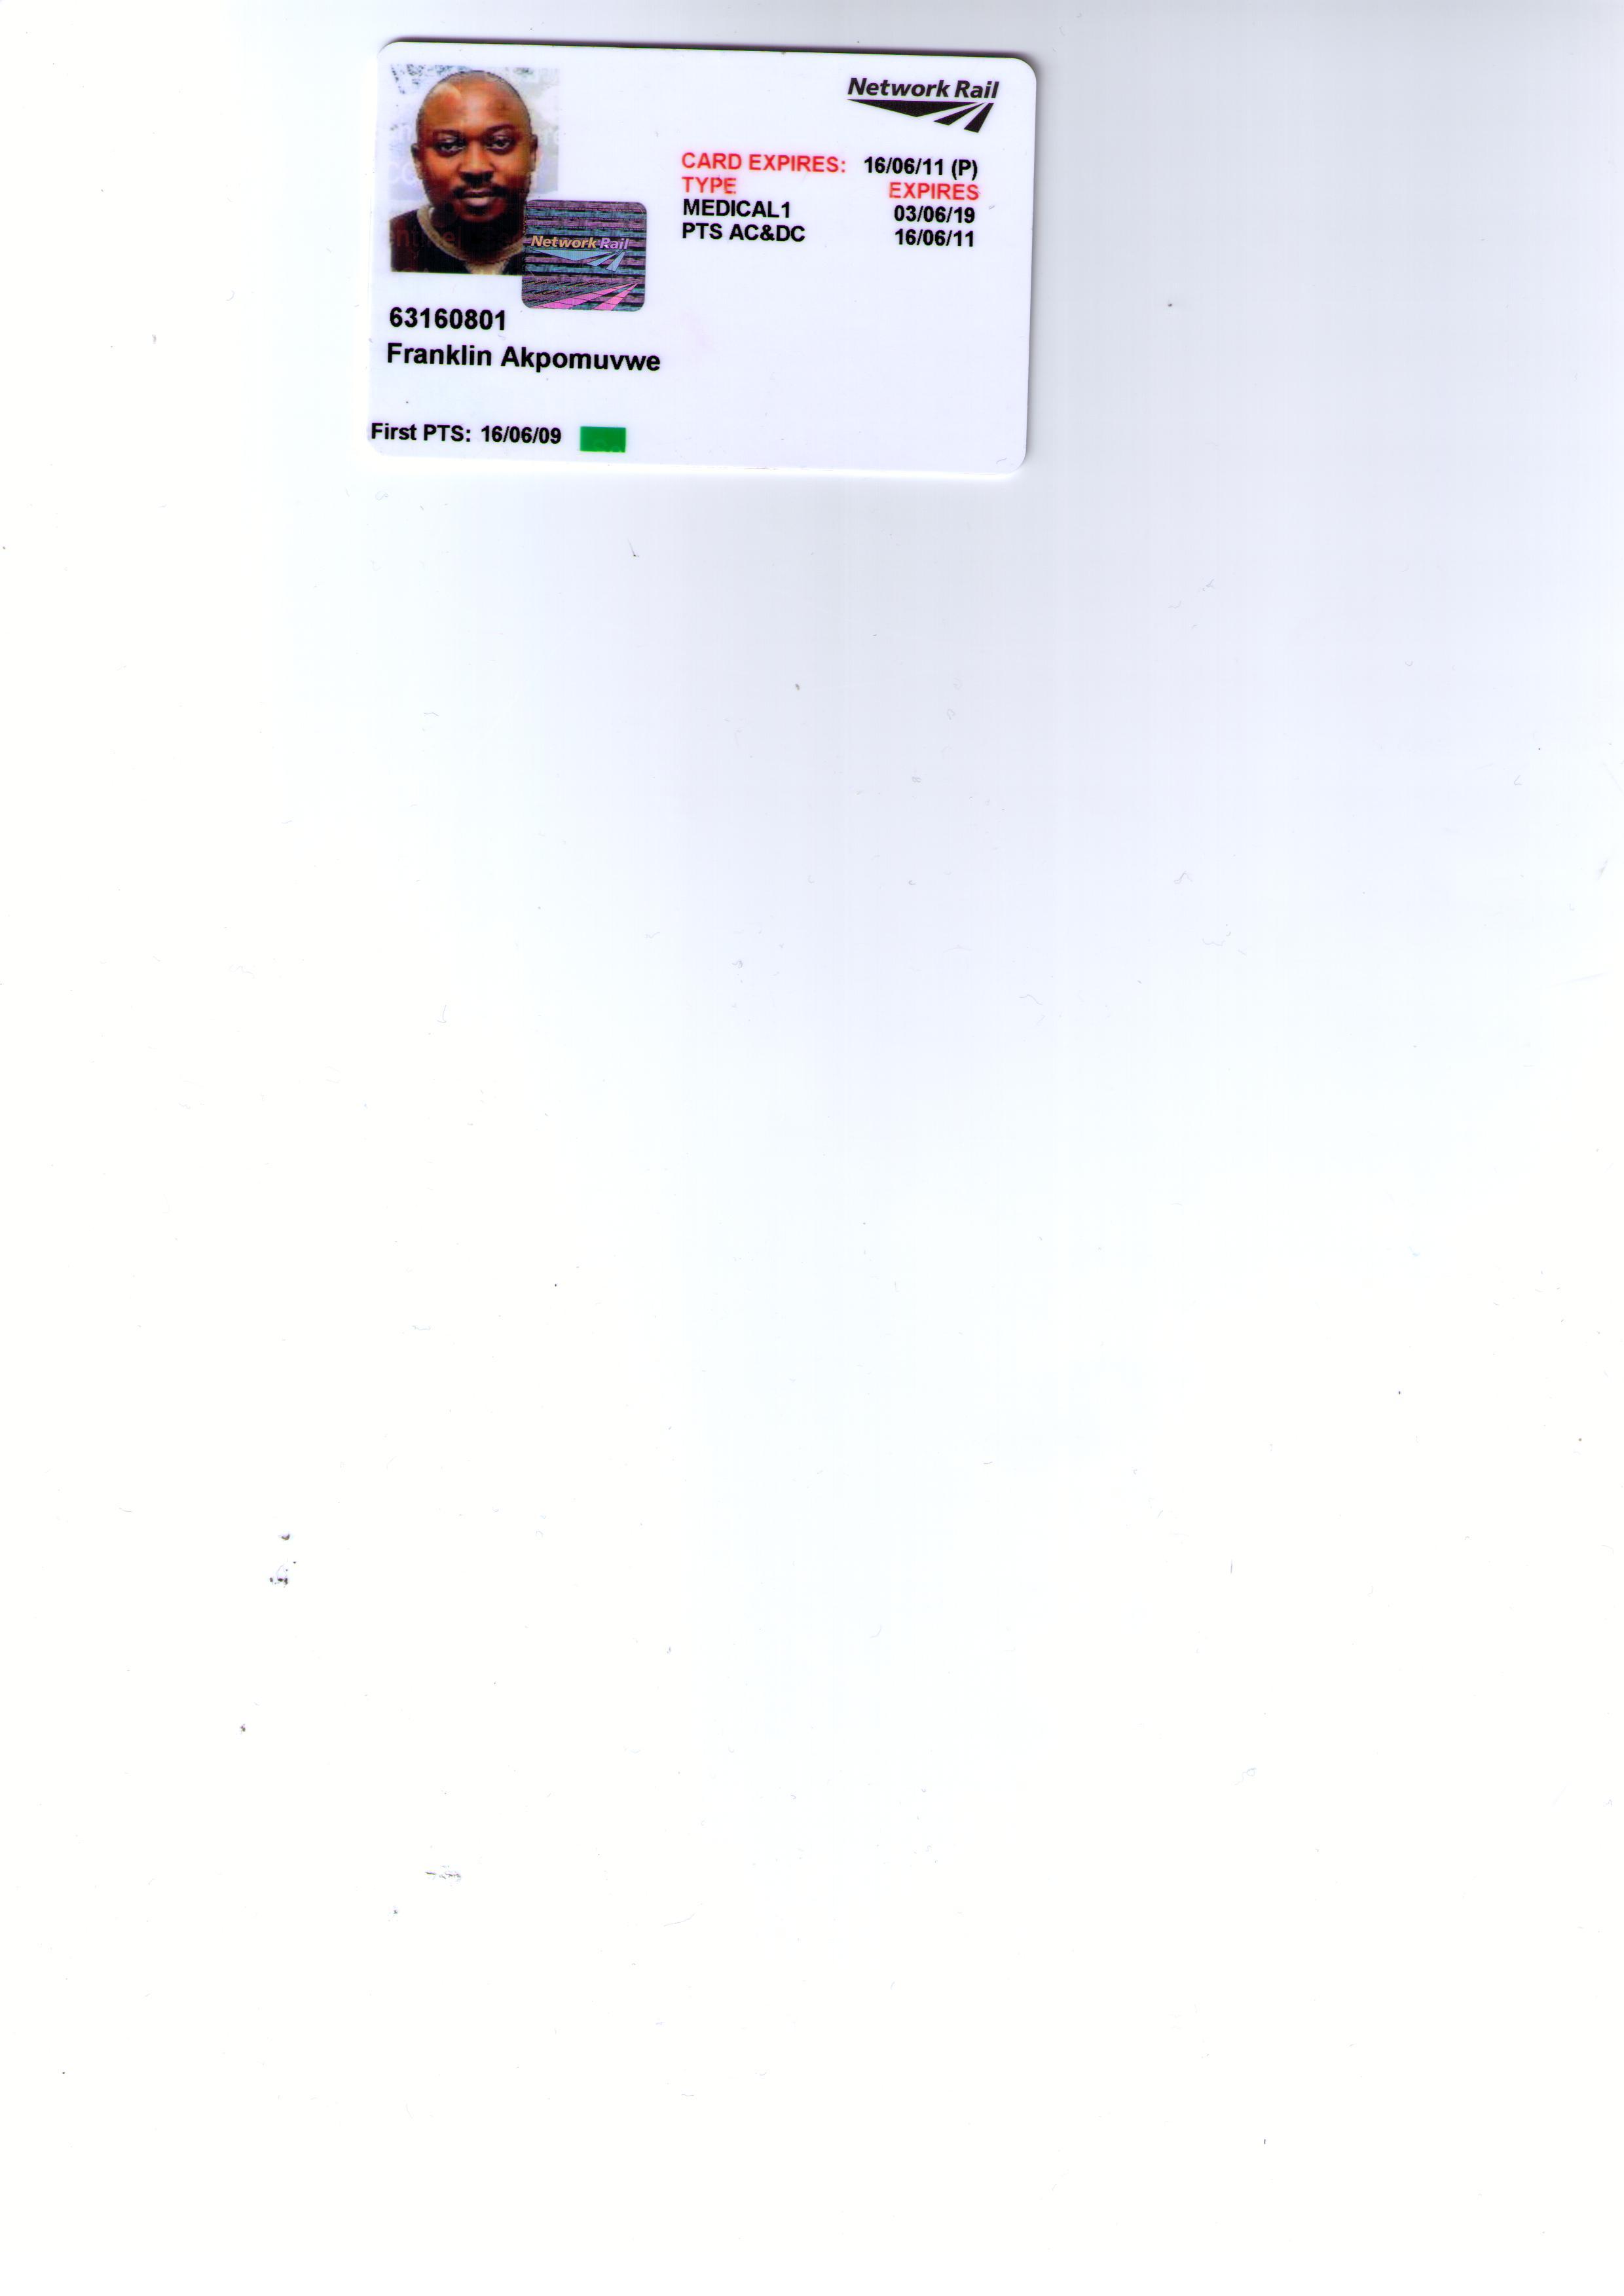 Network Rail
CARD EXPIRES: 16/06/11 (P)
TYPE EXPIRES
MEDICAL1 03/06/19
PTS AC&DC 16/06/11
Network Rail
63160801
Franklin Akpomuvwe
First PTS: 16/06/09